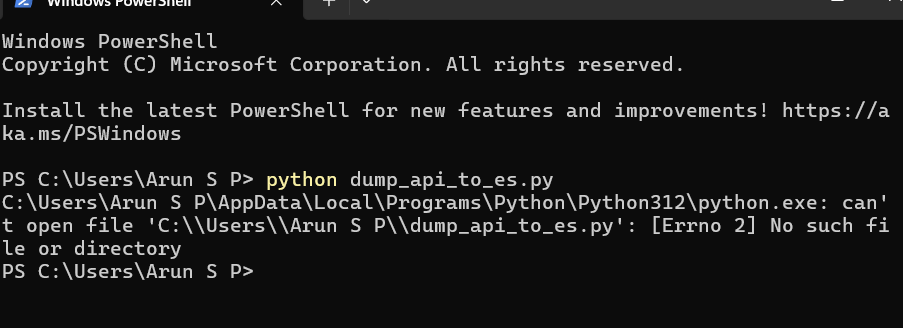 Windows PowerShell
Windows PowerShell
Copyright (C) Microsoft Corporation. All rights reserved.
Install the latest PowerShell for new features and improvements! https://a
ka.ms/PSWindows
PS C:\Users\Arun S P> python dump_api_to_es.py
C:\Users\Arun S P\AppData\Local\Programs\Python\Python312\python.exe: can'
t open file 'C:\\Users\\Arun S P\\dump_api_to_es.py': [Errno 2] No such fi
le or directory
PS C:\Users\Arun S P>